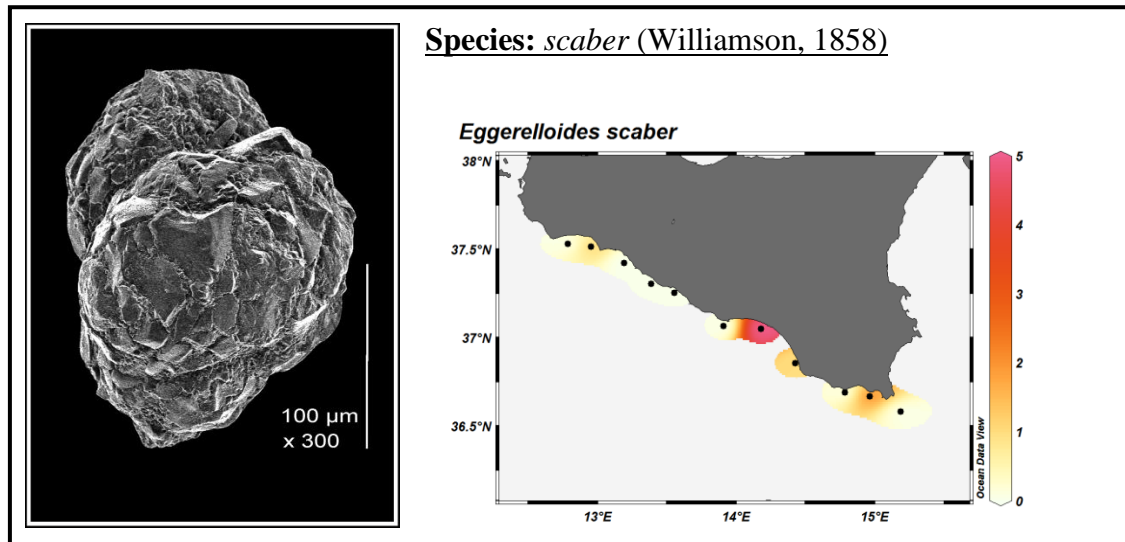 Species: scaber (Williamson, 1858)
100 µm
x 300
Eggerelloides scaber
38°N
37.5°N
37°N
36.5°N
13°E
14°E
15°E
5
4
3
2
1
0
Ocean Data View